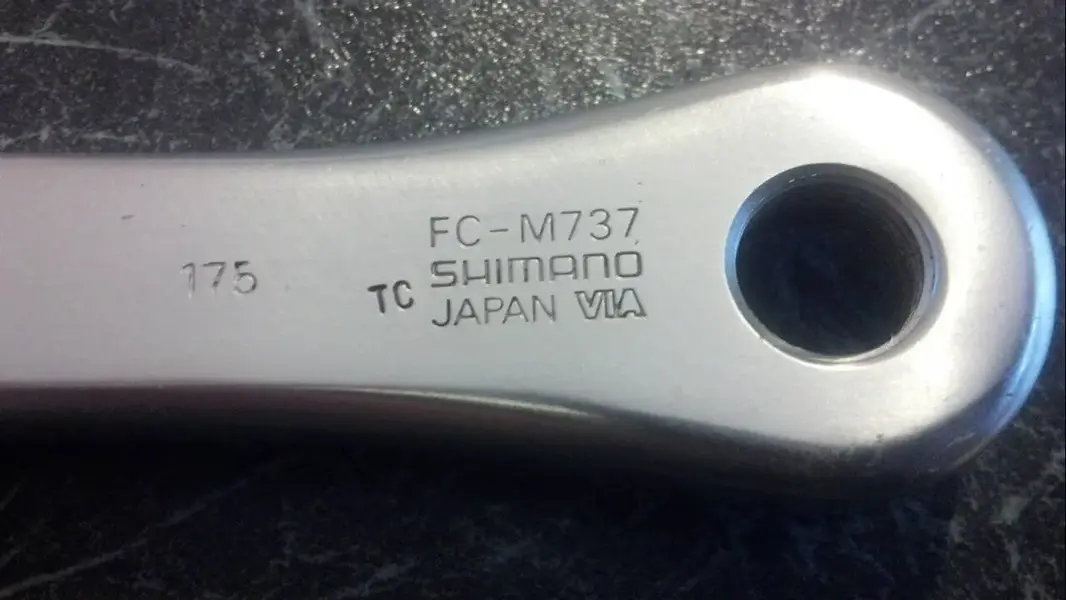 175
FC-M737
TC SHIMANO
JAPAN VIA